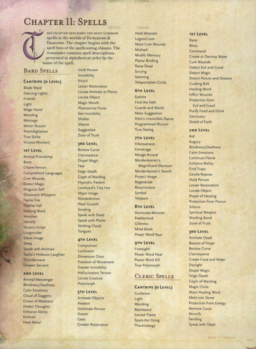 CHAPTER 11: SPELLS
THIS CHAPTER DESCRIBES THE MOST COMMON
spells in the worlds of DUNGEONS &
DRAGONS. The chapter begins with the
spell lists of the spellcasting classes. The
remainder contains spell descriptions,
presented in alphabetical order by the
name of the spell.
BARD SPELLS
CANTRIPS (0 LEVEL)
Blade Ward
Dancing Lights
Friends
Light
Mage Hand
Mending
Message
Minor Illusion
Prestidigitation
True Strike
Vicious Mockery
1ST LEVEL
Animal Friendship
Bane
Charm Person
Comprehend Languages
Cure Wounds
Detect Magic
Disguise Self
Dissonant Whispers
Faerie Fire
Feather Fall
Healing Word
Heroism
Identify
Illusory Script
Longstrider
Silent Image
Sleep
Speak with Animals
Tasha's Hideous Laughter
Thunderwave
Unseen Servant
2ND LEVEL
Animal Messenger
Blindness/Deafness
Calm Emotions
Cloud of Daggers
Crown of Madness
Detect Thoughts
Enhance Ability
Enthrall
Heat Metal
Hold Person
Invisibility
Knock
Lesser Restoration
Locate Animals or Plants
Locate Object
Magic Mouth
Phantasmal Force
See Invisibility
Shatter
Silence
Suggestion
Zone of Truth
3RD LEVEL
Bestow Curse
Clairvoyance
Dispel Magic
Fear
Feign Death
Glyph of Warding
Hypnotic Pattern
Leomund's Tiny Hut
Major Image
Nondetection
Plant Growth
Sending
Speak with Dead
Speak with Plants
Stinking Cloud
Tongues
4TH LEVEL
Compulsion
Confusion
Dimension Door
Freedom of Movement
Greater Invisibility
Hallucinatory Terrain
Locate Creature
Polymorph
5TH LEVEL
Animate Objects
Awaken
Dominate Person
Dream
Geas
Greater Restoration
Hold Monster
Legend Lore
Mass Cure Wounds
Mislead
Modify Memory
Planar Binding
Raise Dead
Scrying
Seeming
Teleportation Circle
6TH LEVEL
Eyebite
Find the Path
Guards and Wards
Mass Suggestion
Otto's Irresistible Dance
Programmed Illusion
True Seeing
7TH LEVEL
Etherealness
Forcecage
Mirage Arcane
Mordenkainen's
Magnificent Mansion
Mordenkainen's Sword
Project Image
Regenerate
Resurrection
Symbol
Teleport
8TH LEVEL
Dominate Monster
Feeblemind
Glibness
Mind Blank
Power Word Stun
9TH LEVEL
Foresight
Power Word Heal
Power Word Kill
True Polymorph
CLERIC SPELLS
CANTRIPS (0 LEVEL)
Guidance
Light
Mending
Resistance
Sacred Flame
Spare the Dying
Thaumaturgy
1ST LEVEL
Bane
Bless
Command
Create or Destroy Water
Cure Wounds
Detect Evil and Good
Detect Magic
Detect Poison and Disease
Guiding Bolt
Healing Word
Inflict Wounds
Protection from
Evil and Good
Purify Food and Drink
Sanctuary
Shield of Faith
2ND LEVEL
Aid
Augury
Blindness/Deafness
Calm Emotions
Continual Flame
Enhance Ability
Find Traps
Gentle Repose
Hold Person
Lesser Restoration
Locate Object
Prayer of Healing
Protection from Poison
Silence
Spiritual Weapon
Warding Bond
Zone of Truth
3RD LEVEL
Animate Dead
Beacon of Hope
Bestow Curse
Clairvoyance
Create Food and Water
Daylight
Dispel Magic
Feign Death
Glyph of Warding
Magic Circle
Mass Healing Word
Meld into Stone
Protection from Energy
Remove Curse
Revivify
Sending
Speak with Dead